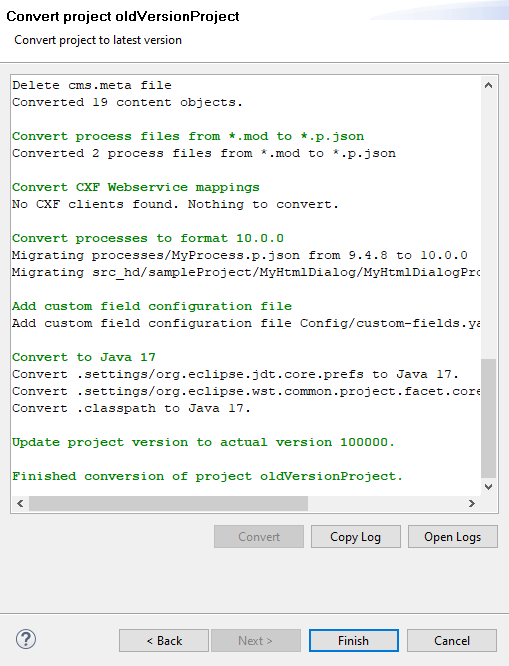 Convert project oldVersionProject
Convert project to latest version
Delete cms.meta file
Converted 19 content objects.
Convert process files from *.mod to *.p.json
Converted 2 process files from *.mod to *.p.json
Convert CXF Webservice mappings
No CXF clients found. Nothing to convert.
Convert processes to format 10.0.0
Migrating processes/MyProcess.p.json from 9.4.8 to 10.0.0
Migrating src_hd/sampleProject/MyHtmlDialog/MyHtmlDialogPro
Add custom field configuration file
Add custom field configuration file Config/custom-fields.ya
Convert to Java 17
Convert .settings/org.eclipse.jdt.core.prefs to Java 17.
Convert .settings/org.eclipse.wst.common.project.facet.core
Convert .classpath to Java 17.
Update project version to actual version 100000.
Finished conversion of project oldVersionProject.
Convert Copy Log Open Logs
? < Back Next > Finish Cancel